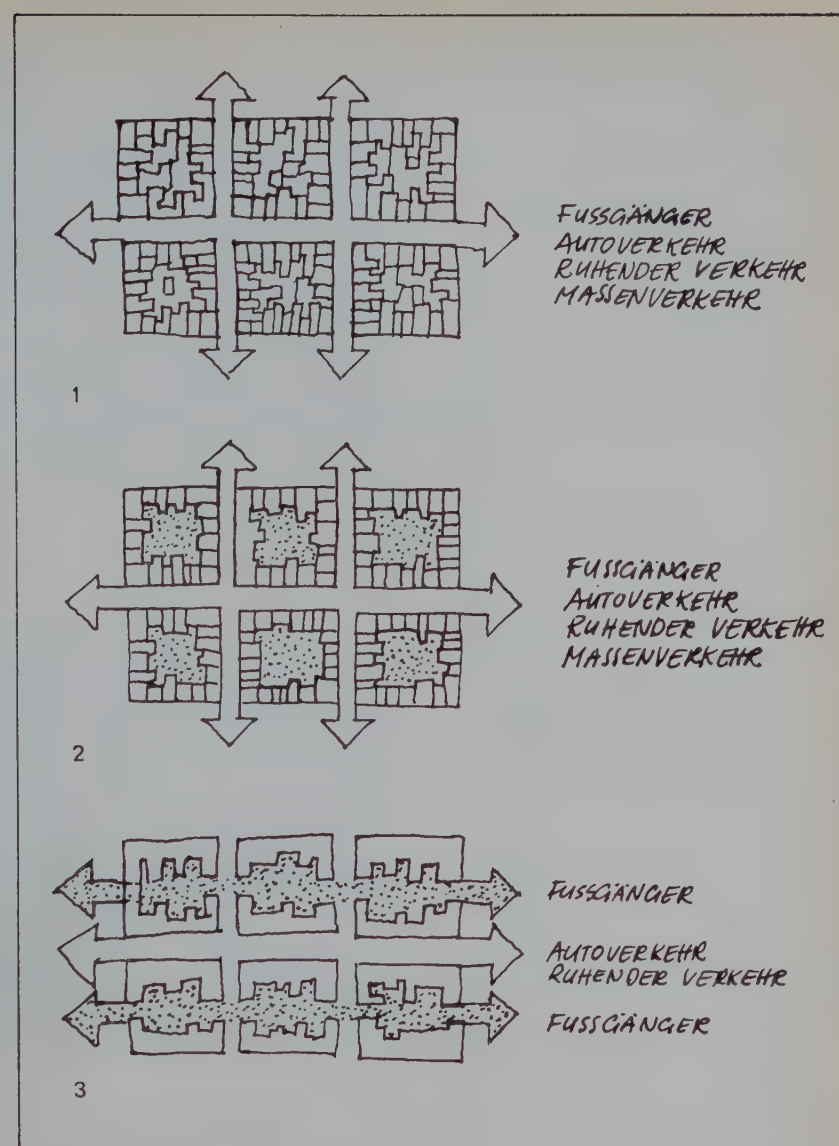 FUSSGÄNGER
AUTOVERKEHR
RUHENDER VERKEHR
MASSENVERKEHR
1
FUSSGÄNGER
AUTOVERKEHR
RUHENDER VERKEHR
MASSENVERKEHR
2
FUSSGÄNGER
AUTOVERKEHR
RUHENDER VERKEHR
FUSSGÄNGER
3